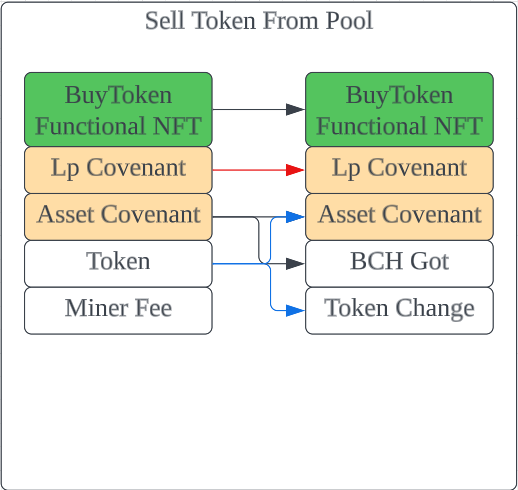 Sell Token From Pool
BuyToken
Functional NFT
Lp Covenant
Asset Covenant
Token
Miner Fee
BuyToken
Functional NFT
Lp Covenant
Asset Covenant
BCH Got
Token Change